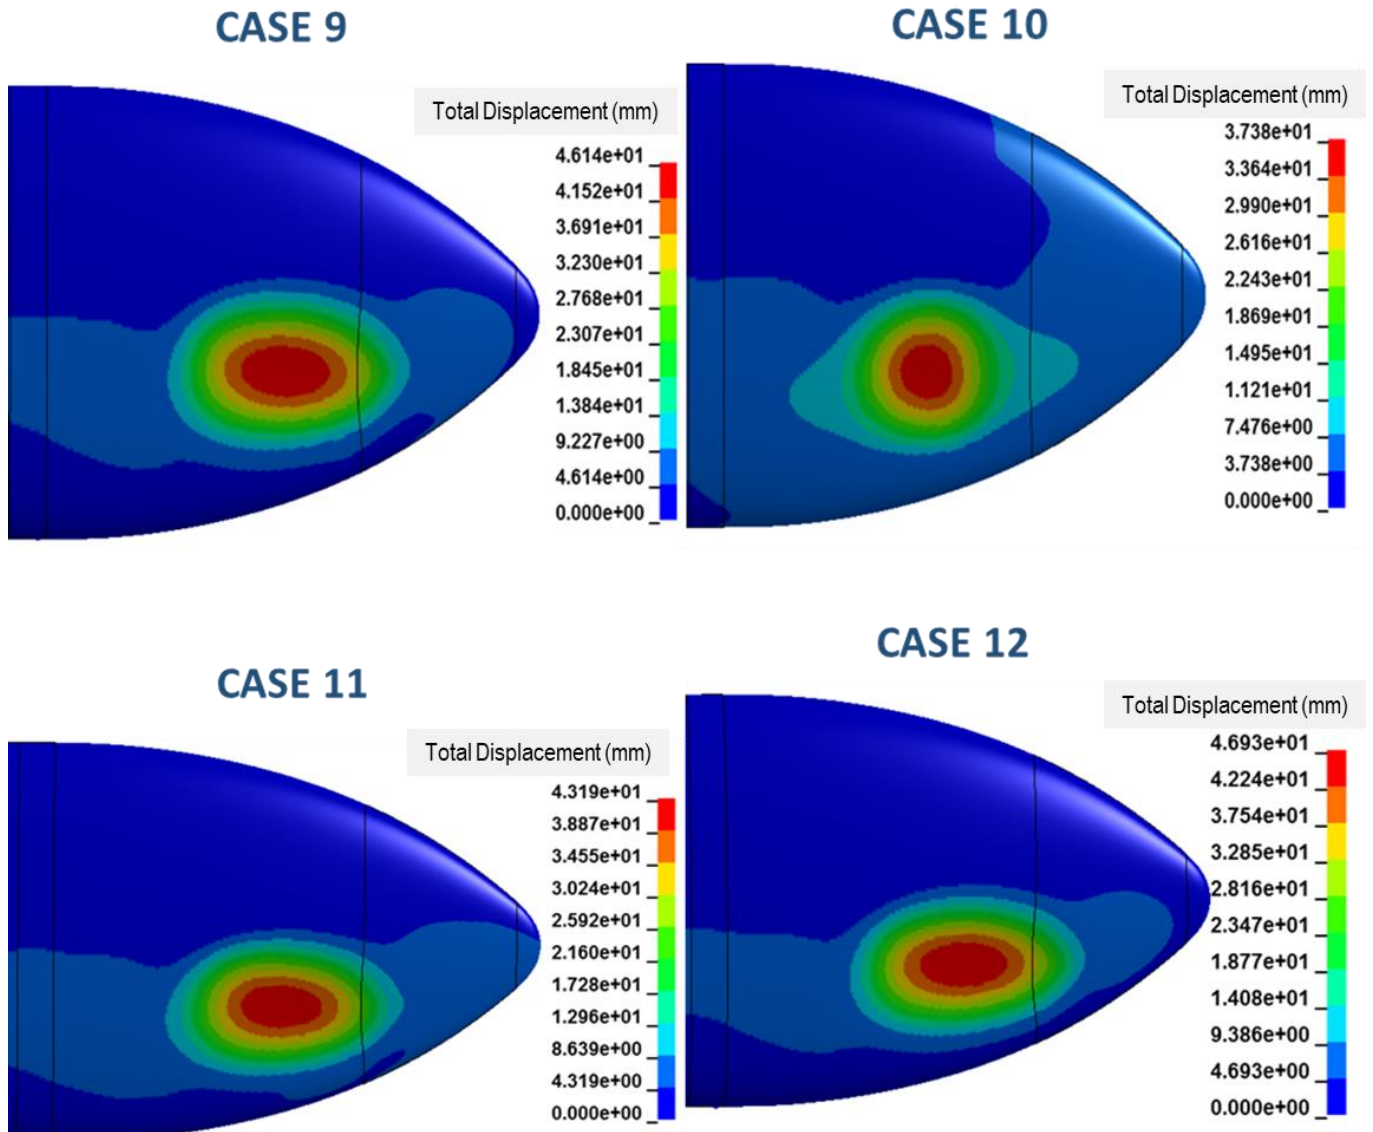 CASE 9
Total Displacement (mm)
4.614e+01
4.152e+01
3.691e+01
3.230e+01
2.768e+01
2.307e+01
1.845e+01
1.384e+01
9.227e+00
4.614e+00
0.000e+00
CASE 10
Total Displacement (mm)
3.738e+01
3.364e+01
2.990e+01
2.616e+01
2.243e+01
1.869e+01
1.495e+01
1.121e+01
7.476e+00
3.738e+00
0.000e+00
CASE 11
Total Displacement (mm)
4.319e+01
3.887e+01
3.455e+01
3.024e+01
2.592e+01
2.160e+01
1.728e+01
1.296e+01
8.639e+00
4.319e+00
0.000e+00
CASE 12
Total Displacement (mm)
4.693e+01
4.224e+01
3.754e+01
3.285e+01
2.816e+01
2.347e+01
1.877e+01
1.408e+01
9.386e+00
4.693e+00
0.000e+00